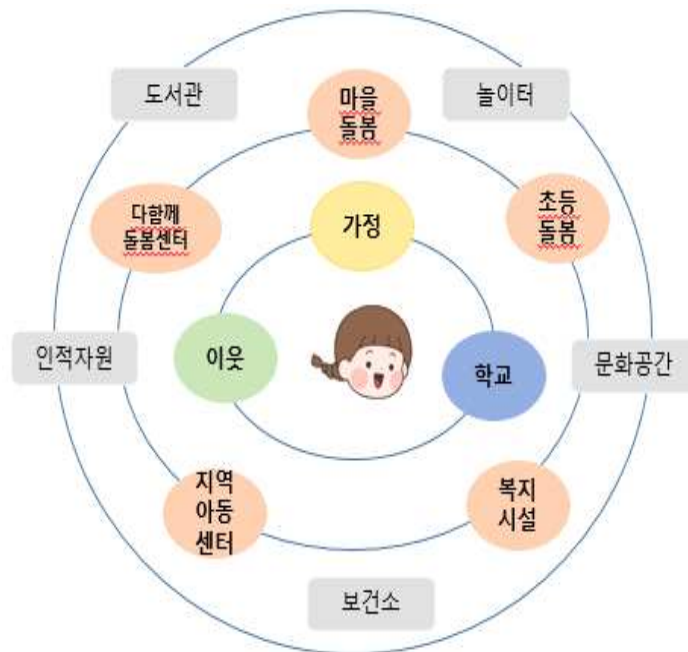 도서관
놀이터
마을
돌봄
다함께
돌봄센터
초등
돌봄
가정
이웃
학교
인적자원
문화공간
지역
아동
센터
복지
시설
보건소